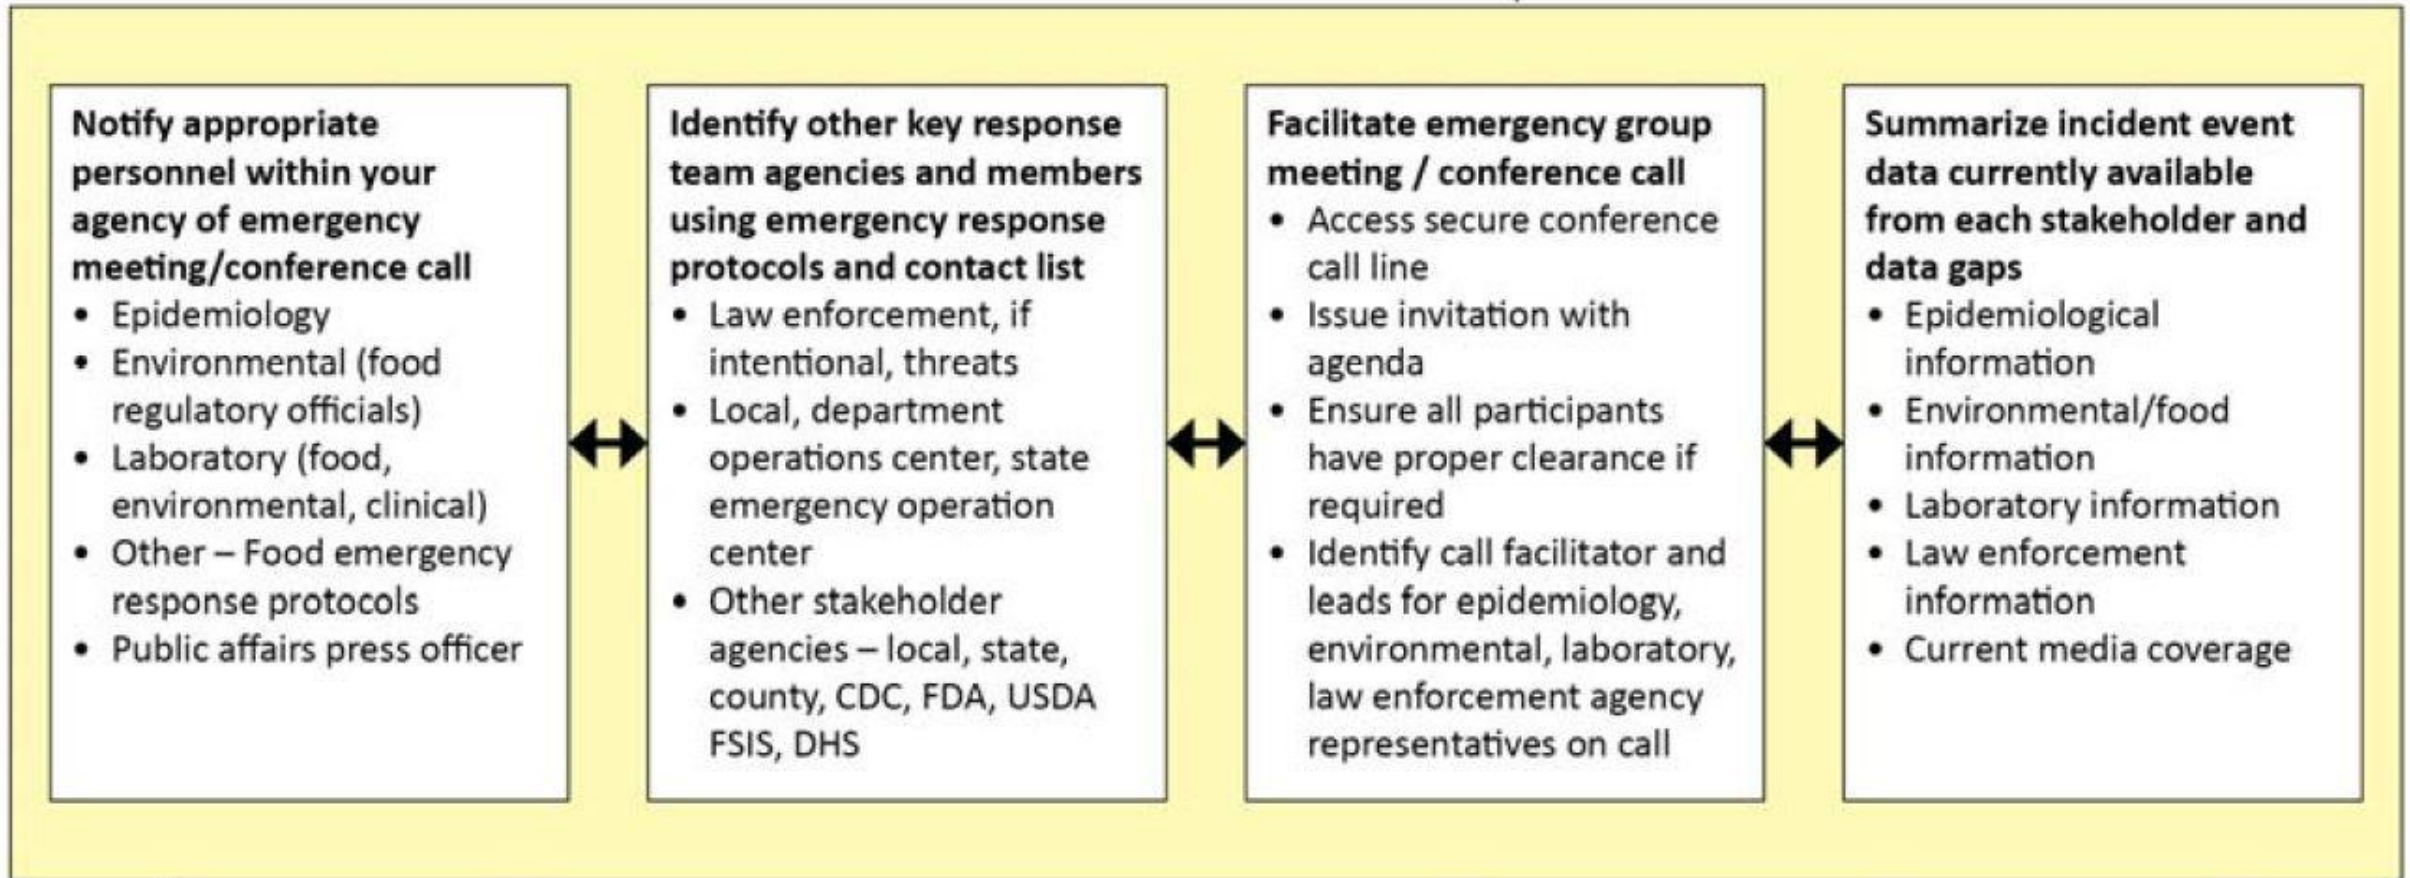 Notify appropriate
personnel within your
agency of emergency
meeting/conference call
• Epidemiology
• Environmental (food
regulatory officials)
• Laboratory (food,
environmental, clinical)
• Other – Food emergency
response protocols
• Public affairs press officer
Identify other key response
team agencies and members
using emergency response
protocols and contact list
• Law enforcement, if
intentional, threats
• Local, department
operations center, state
emergency operation
center
• Other stakeholder
agencies – local, state,
county, CDC, FDA, USDA
FSIS, DHS
Facilitate emergency group
meeting / conference call
• Access secure conference
call line
• Issue invitation with
agenda
• Ensure all participants
have proper clearance if
required
• Identify call facilitator and
leads for epidemiology,
environmental, laboratory,
law enforcement agency
representatives on call
Summarize incident event
data currently available
from each stakeholder and
data gaps
• Epidemiological
information
• Environmental/food
information
• Laboratory information
• Law enforcement
information
• Current media coverage